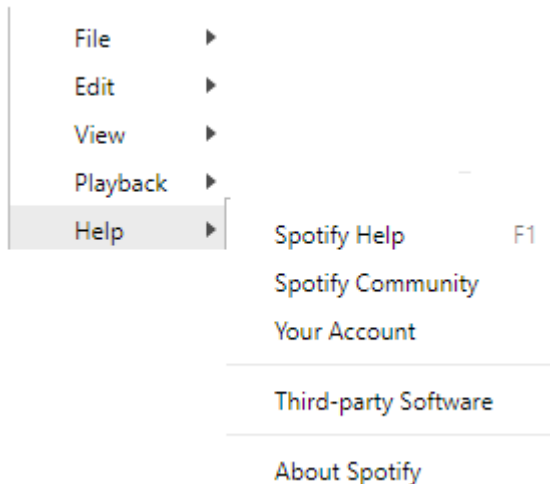 File
Edit
View
Playback
Help
Spotify Help F1
Spotify Community
Your Account
Third-party Software
About Spotify